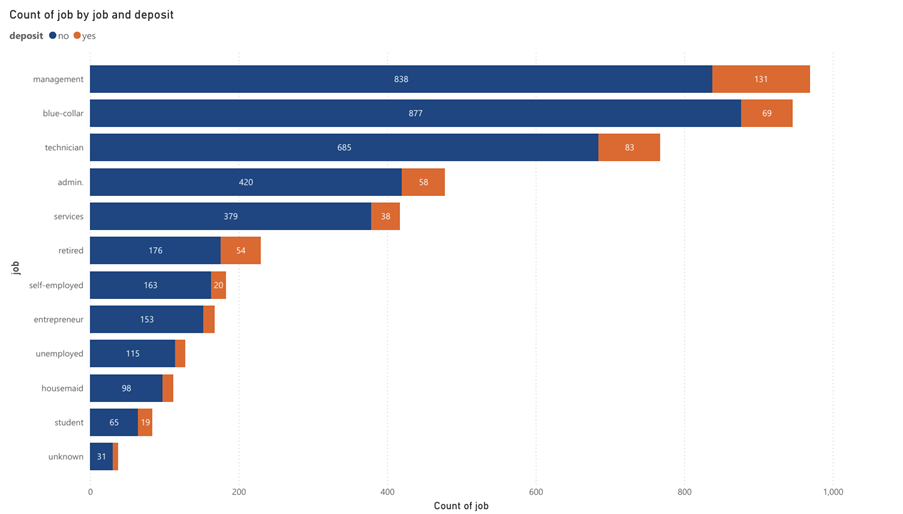 Count of job by job and deposit
deposit no yes
management 838 131
blue-collar 877 69
technician 685 83
admin. 420 58
services 379 38
retired 176 54
job
self-employed 163 20
entrepreneur 153
unemployed 115
housemaid 98
student 65 19
unknown 31
0 200 400 600 800 1,000
Count of job